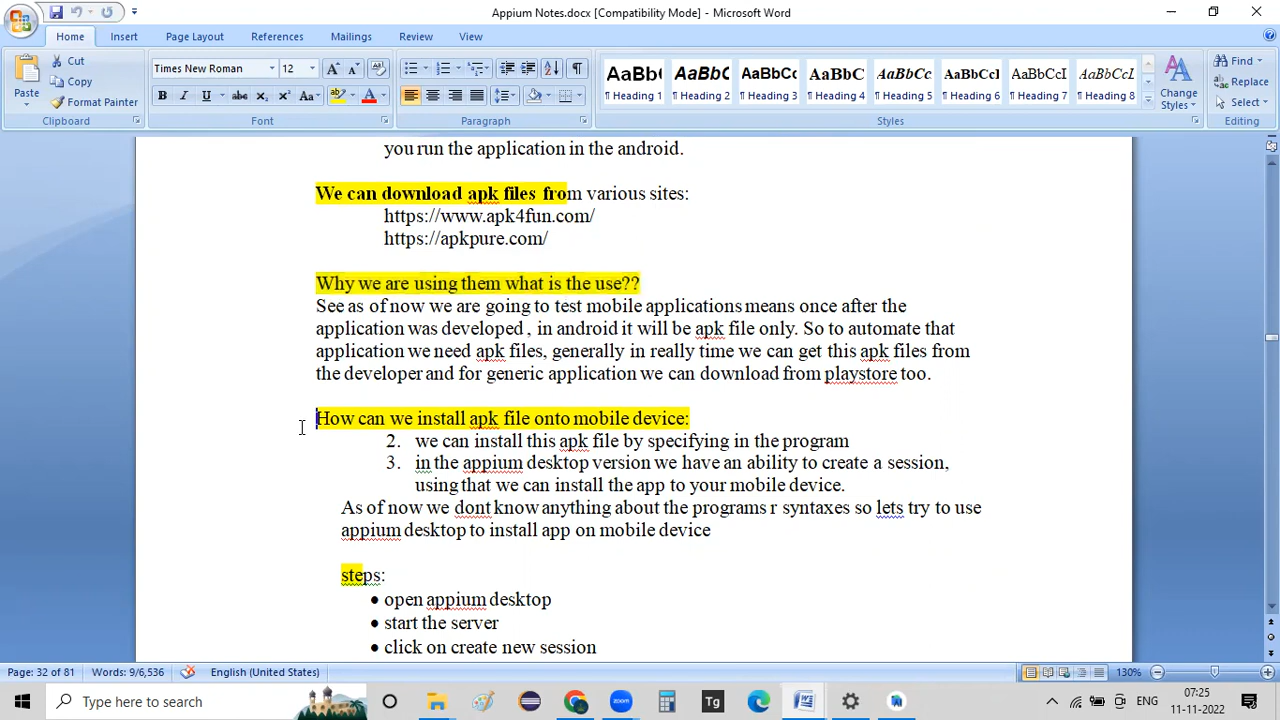 Appium Notes.docx [Compatibility Mode] - Microsoft Word
Home Insert Page Layout References Mailings Review View
Cut
Copy
Format Painter
Paste
Clipboard
Times New Roman 12
Font
Paragraph
AaBb( AaBbCc AaBbCc AaBbC AaBbCc AaBbCcI AaBbCcI AaBbCc
¶ Heading 1 ¶ Heading 2 ¶ Heading 3 ¶ Heading 4 ¶ Heading 5 ¶ Heading 6 ¶ Heading 7 ¶ Heading 8
Styles
Change Styles
Find
Replace
Select
Editing
you run the application in the android.
We can download apk files from various sites:
https://www.apk4fun.com/
https://apkpure.com/
Why we are using them what is the use??
See as of now we are going to test mobile applications means once after the
application was developed , in android it will be apk file only. So to automate that
application we need apk files, generally in really time we can get this apk files from
the developer and for generic application we can download from playstore too.
How can we install apk file onto mobile device:
2. we can install this apk file by specifying in the program
3. in the appium desktop version we have an ability to create a session,
using that we can install the app to your mobile device.
As of now we dont know anything about the programs r syntaxes so lets try to use
appium desktop to install app on mobile device
steps:
• open appium desktop
• start the server
• click on create new session
Page: 32 of 81 Words: 9/6,536 English (United States) 130%
Type here to search
zoom
Tg
ENG
07:25
11-11-2022